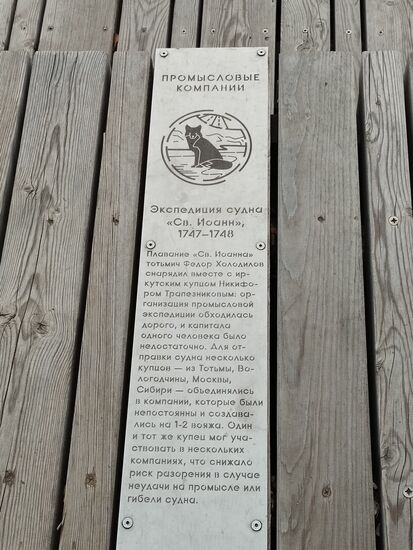 ПРОМЫСЛОВЫЕ
КОМПАНИИ
Экспедиция судна
«Св. Иоанн»,
1747–1748
Плавание «Св. Иоанна»
тотьмич Федор Холодилов
снарядил вместе с ир-
кутским купцом Никифо-
ром Трапезниковым: ор-
ганизация промысловой
экспедиции обходилась
дорого, и капитала
одного человека было
недостаточно. Для от-
правки судна несколько
купцов — из Тотьмы, Во-
логодчины, Москвы,
Сибири — объединялись
в компании, которые были
непостоянны и создава-
лись на 1-2 вояжа. Один
и тот же купец мог уча-
ствовать в нескольких
компаниях, что снижало
риск разорения в случае
неудачи на промысле или
гибели судна.